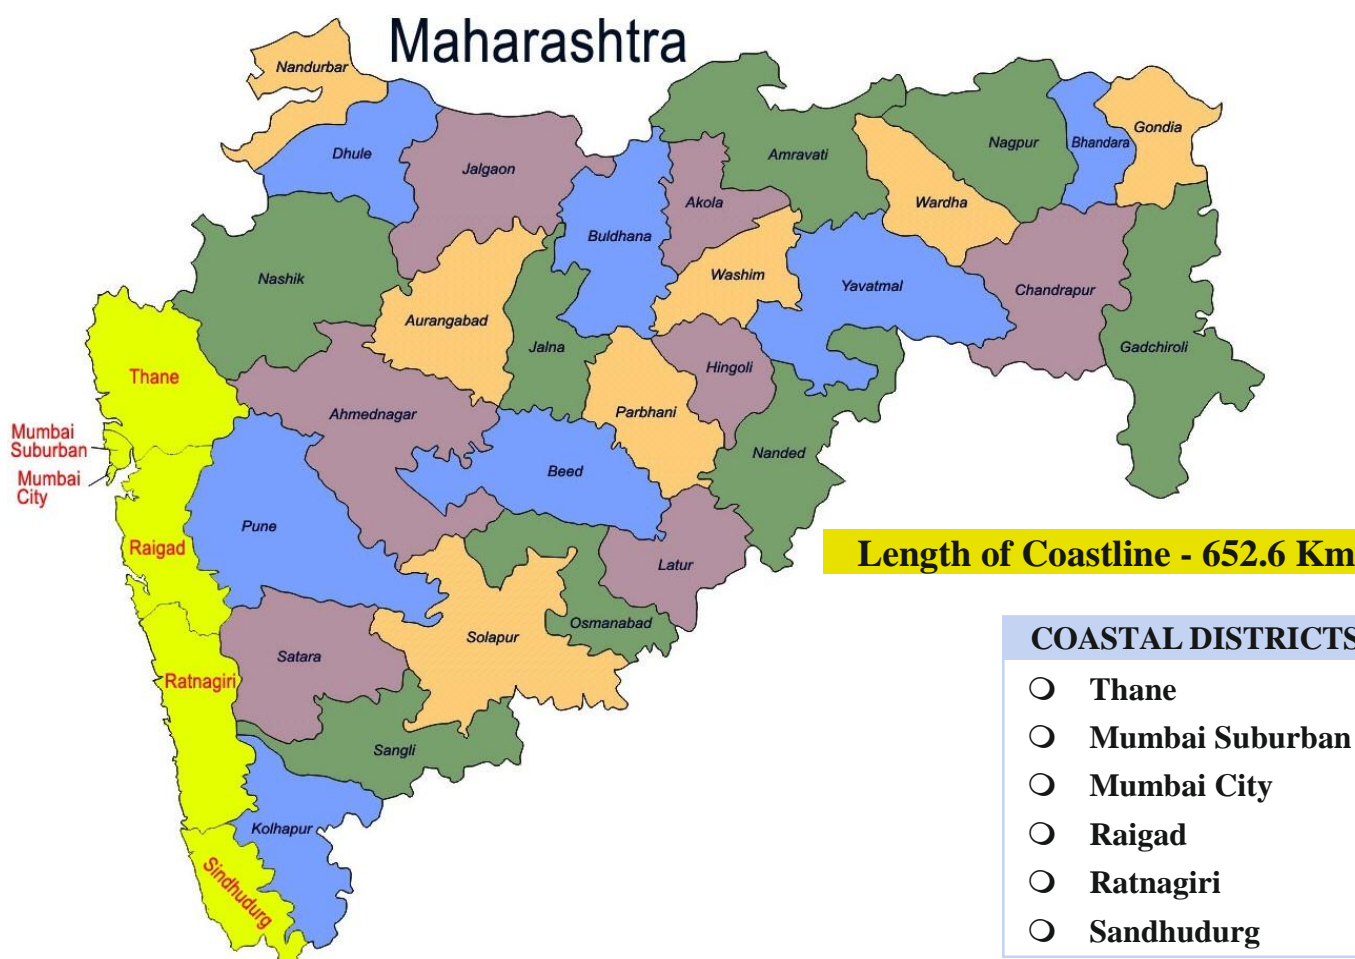 Maharashtra
Nandurbar
Dhule
Jalgaon
Buldhana
Akola
Amravati
Nagpur
Bhandara
Gondia
Wardha
Washim
Yavatmal
Chandrapur
Gadchiroli
Nashik
Aurangabad
Jalna
Hingoli
Parbhani
Nanded
Thane
Ahmednagar
Beed
Mumbai
Suburban
Mumbai
City
Raigad
Pune
Latur
Osmanabad
Solapur
Satara
Ratnagiri
Sangli
Kolhapur
Sindhudurg
Length of Coastline - 652.6 Km
COASTAL DISTRICTS
❍ Thane
❍ Mumbai Suburban
❍ Mumbai City
❍ Raigad
❍ Ratnagiri
❍ Sandhudurg